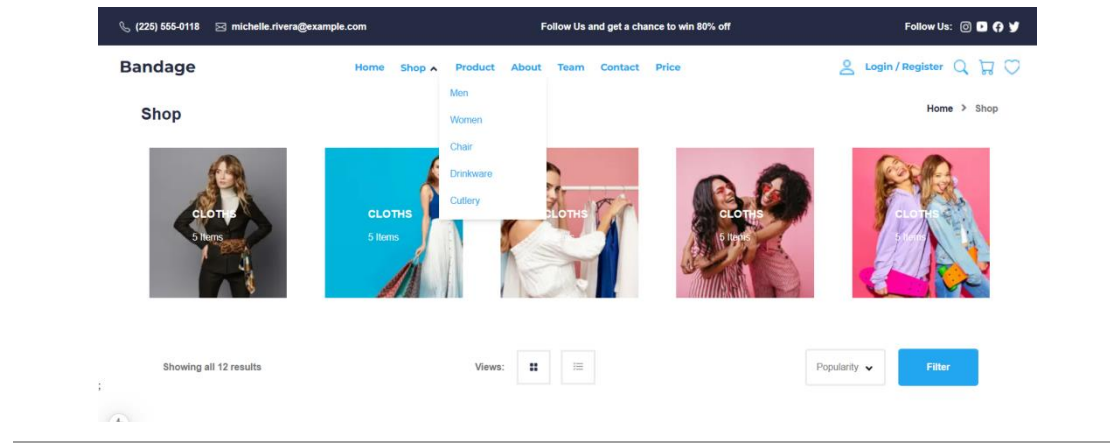 (225) 555-0118 michelle.rivera@example.com Follow Us and get a chance to win 80% off Follow Us:
Bandage Home Shop Product About Team Contact Price Login / Register
Men
Women
Chair
Drinkware
Cutlery
Shop Home > Shop
CLOTHS CLOTHS CLOTHS CLOTHS CLOTHS
5 Items 5 Items 5 Items 5 Items
Showing all 12 results Views: Popularity Filter
;